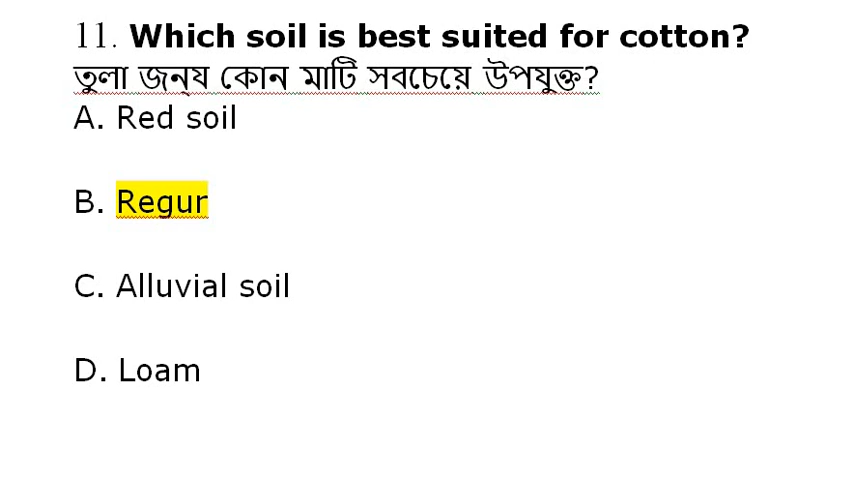 11. Which soil is best suited for cotton?
তুলা জন্য কোন মাটি সবচেয়ে উপযুক্ত?
A. Red soil
B. Regur
C. Alluvial soil
D. Loam